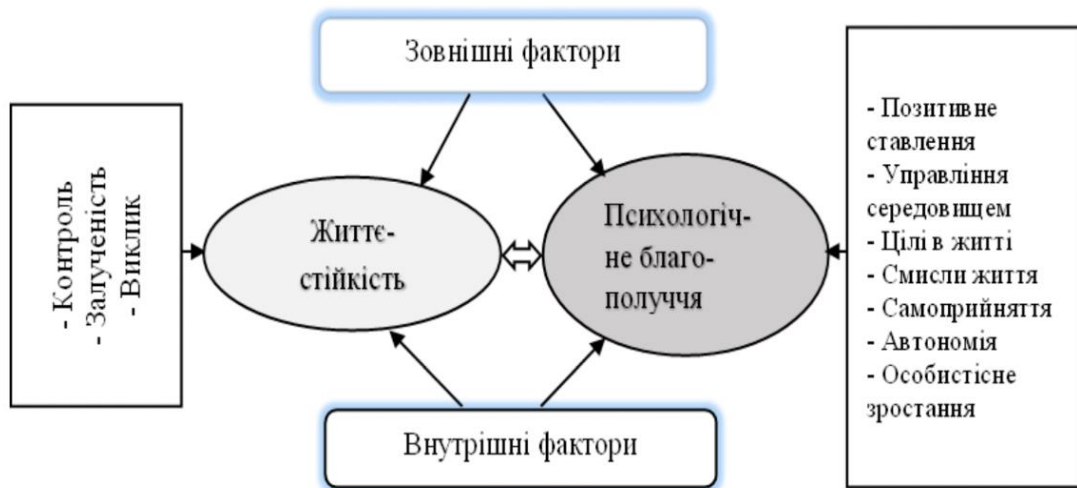 Зовнішні фактори
- Контроль
- Залученість
- Виклик
Життє-
стійкість
Психологіч-
не благо-
получчя
- Позитивне
ставлення
- Управління
середовищем
- Цілі в житті
- Смисли життя
- Самоприйняття
- Автономія
- Особистісне
зростання
Внутрішні фактори